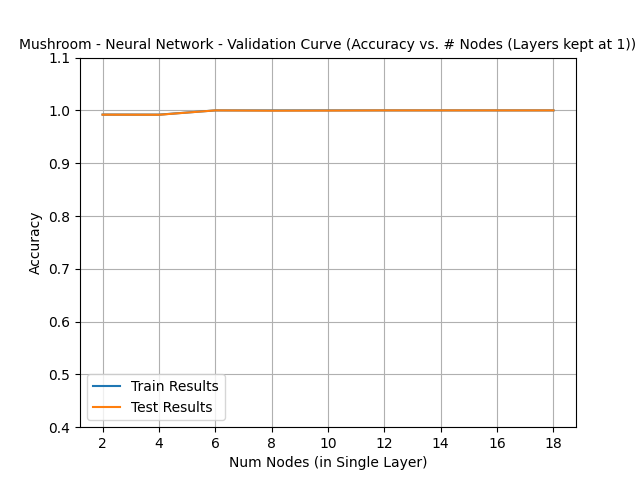 Mushroom - Neural Network - Validation Curve (Accuracy vs. # Nodes (Layers kept at 1))
1.1
1.0
0.9
0.8
0.7
0.6
0.5
0.4
Accuracy
Train Results
Test Results
2 4 6 8 10 12 14 16 18
Num Nodes (in Single Layer)